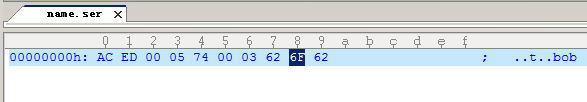 name.ser X
0 1 2 3 4 5 6 7 8 9 a b c d e f
00000000h: AC ED 00 05 74 00 03 62 6F 62 ; ..t..bob